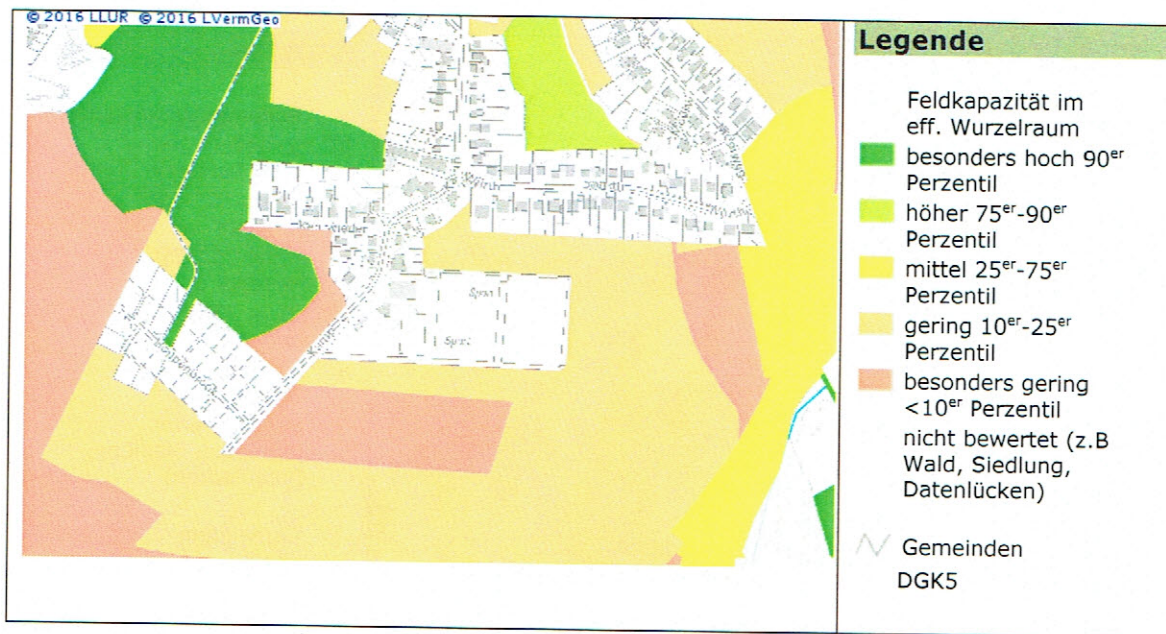 © 2016 LLUR © 2016 LVermGeo
Legende
Feldkapazität im
eff. Wurzelraum
besonders hoch 90er
Perzentil
höher 75er-90er
Perzentil
mittel 25er-75er
Perzentil
gering 10er-25er
Perzentil
besonders gering
<10er Perzentil
nicht bewertet (z.B
Wald, Siedlung,
Datenlücken)
Gemeinden
DGK5